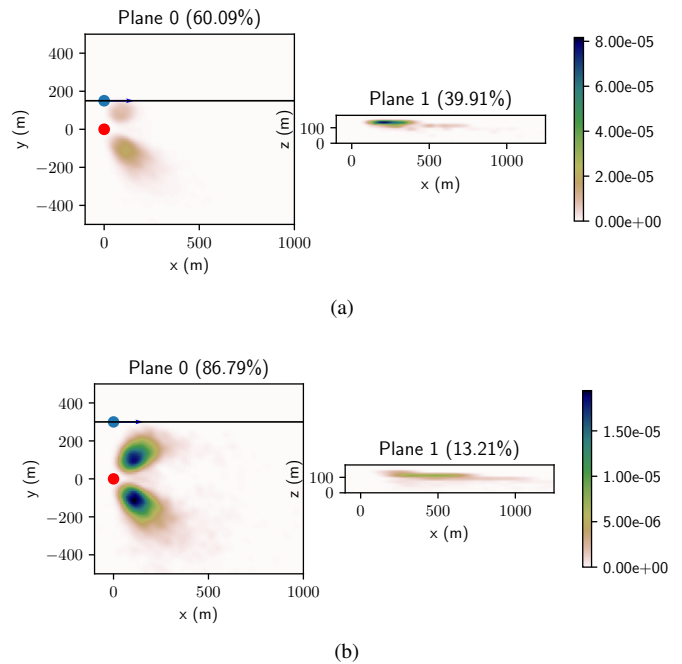 Plane 0 (60.09%)
400
200
0
−200
−400
y (m)
0
500
1000
x (m)
Plane 1 (39.91%)
100
0
z (m)
0
500
1000
x (m)
8.00e-05
6.00e-05
4.00e-05
2.00e-05
0.00e+00
(a)
Plane 0 (86.79%)
400
200
0
−200
−400
y (m)
0
500
1000
x (m)
Plane 1 (13.21%)
100
0
z (m)
0
500
1000
x (m)
1.50e-05
1.00e-05
5.00e-06
0.00e+00
(b)